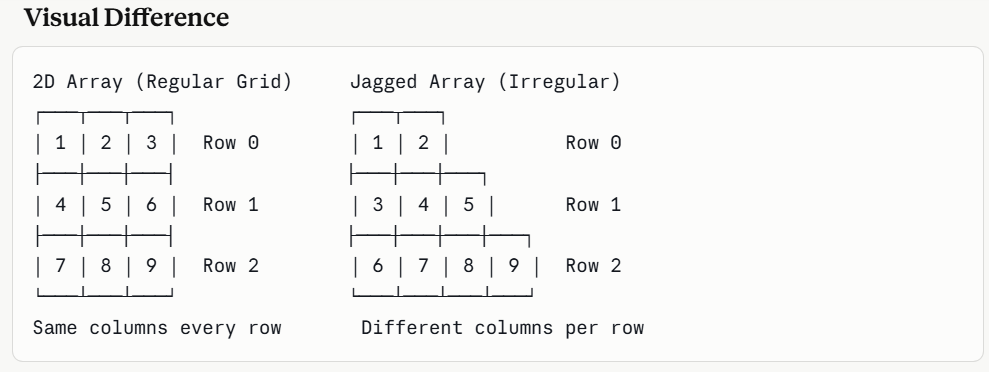 Visual Difference
2D Array (Regular Grid)     Jagged Array (Irregular)
┌───┬───┬───┐               ┌───┬───┐
│ 1 │ 2 │ 3 │  Row 0        │ 1 │ 2 │          Row 0
├───┼───┼───┤               ├───┼───┼───┐
│ 4 │ 5 │ 6 │  Row 1        │ 3 │ 4 │ 5 │      Row 1
├───┼───┼───┤               ├───┼───┼───┼───┐
│ 7 │ 8 │ 9 │  Row 2        │ 6 │ 7 │ 8 │ 9 │  Row 2
└───┴───┴───┘               └───┴───┴───┴───┘
Same columns every row       Different columns per row